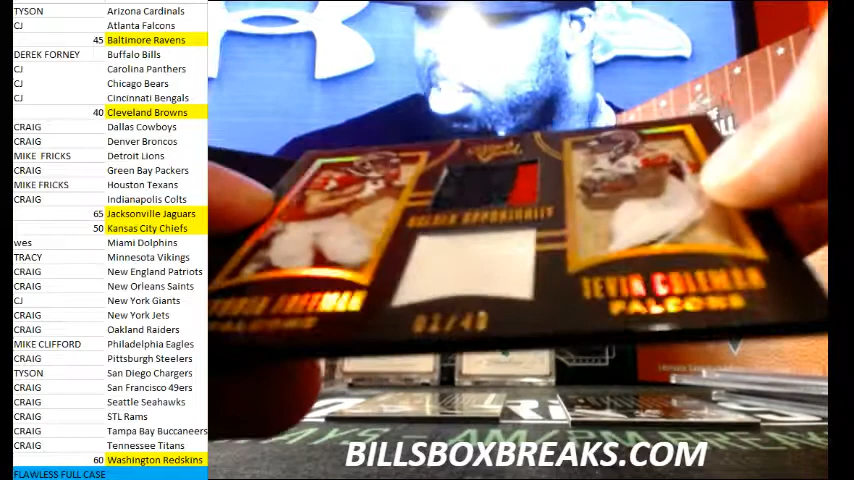 TYSON Arizona Cardinals
CJ Atlanta Falcons
45 Baltimore Ravens
DEREK FORNEY Buffalo Bills
CJ Carolina Panthers
CJ Chicago Bears
CJ Cincinnati Bengals
40 Cleveland Browns
CRAIG Dallas Cowboys
CRAIG Denver Broncos
MIKE FRICKS Detroit Lions
CRAIG Green Bay Packers
MIKE FRICKS Houston Texans
CRAIG Indianapolis Colts
65 Jacksonville Jaguars
50 Kansas City Chiefs
wes Miami Dolphins
TRACY Minnesota Vikings
CRAIG New England Patriots
CRAIG New Orleans Saints
CJ New York Giants
CRAIG New York Jets
CRAIG Oakland Raiders
MIKE CLIFFORD Philadelphia Eagles
CRAIG Pittsburgh Steelers
TYSON San Diego Chargers
CRAIG San Francisco 49ers
CRAIG Seattle Seahawks
CRAIG STL Rams
CRAIG Tampa Bay Buccaneers
CRAIG Tennessee Titans
60 Washington Redskins
FLAWLESS FULL CASE
GOLDEN OPPORTUNITY
FREEMAN
FALCONS
TEVIN COLEMAN
FALCONS
03/40
BILLSBOXBREAKS.COM